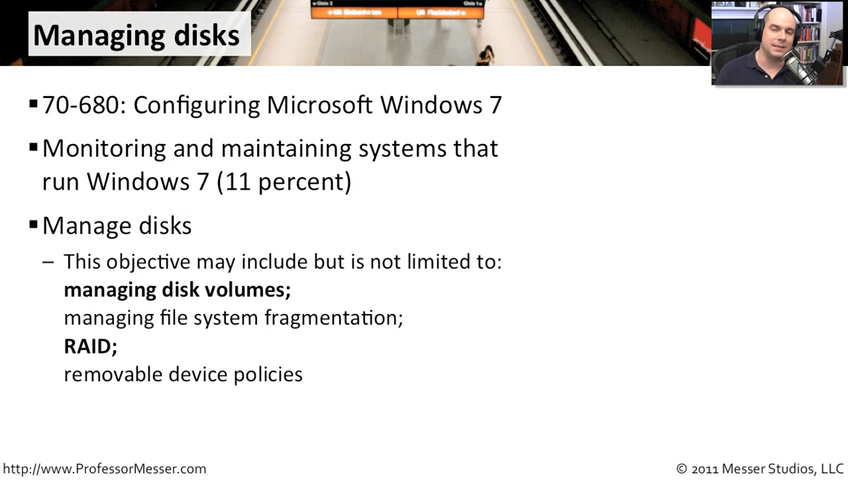 Managing disks
▪70-680: Configuring Microsoft Windows 7
▪Monitoring and maintaining systems that
run Windows 7 (11 percent)
▪Manage disks
– This objective may include but is not limited to:
managing disk volumes;
managing file system fragmentation;
RAID;
removable device policies
http://www.ProfessorMesser.com
© 2011 Messer Studios, LLC